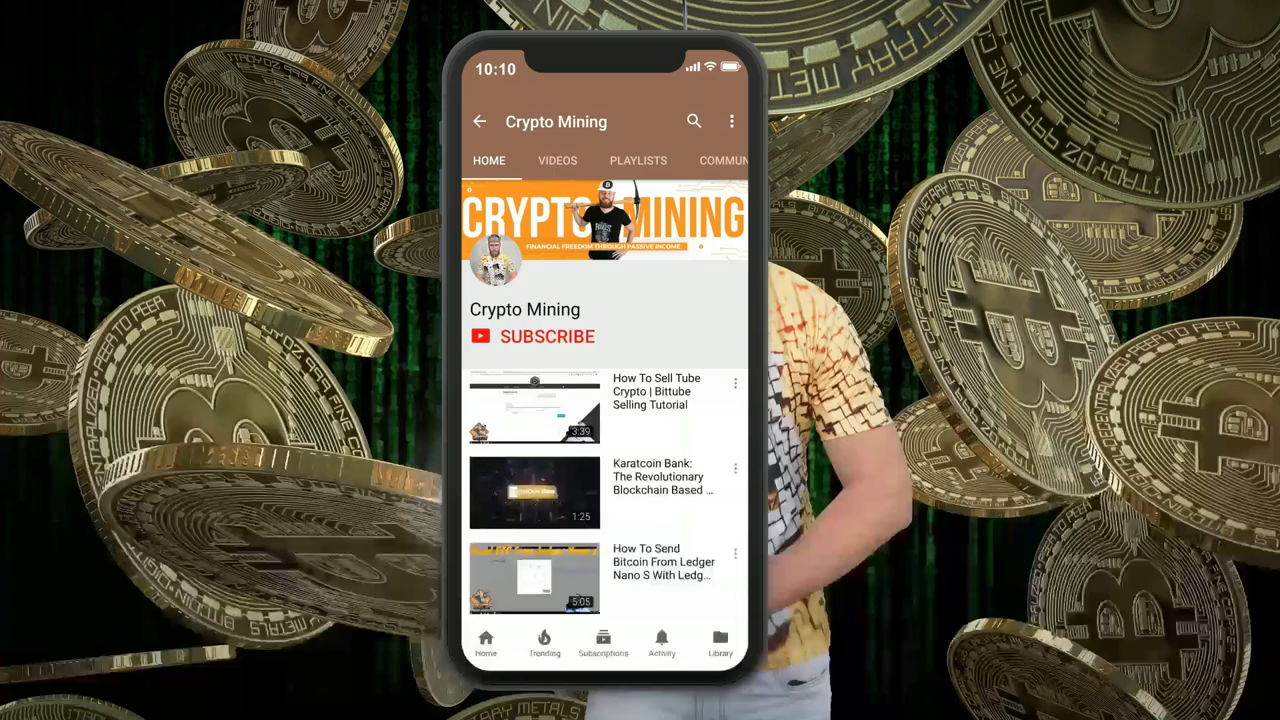 10:10
Crypto Mining
HOME VIDEOS PLAYLISTS COMMUN
CRYPTO MINING
FINANCIAL FREEDOM THROUGH PASSIVE INCOME
Crypto Mining
SUBSCRIBE
How To Sell Tube
Crypto | Bittube
Selling Tutorial
3:39
Karatcoin Bank:
The Revolutionary
Blockchain Based ...
1:25
How To Send
Bitcoin From Ledger
Nano S With Ledg...
5:05
Home Trending Subscriptions Activity Library